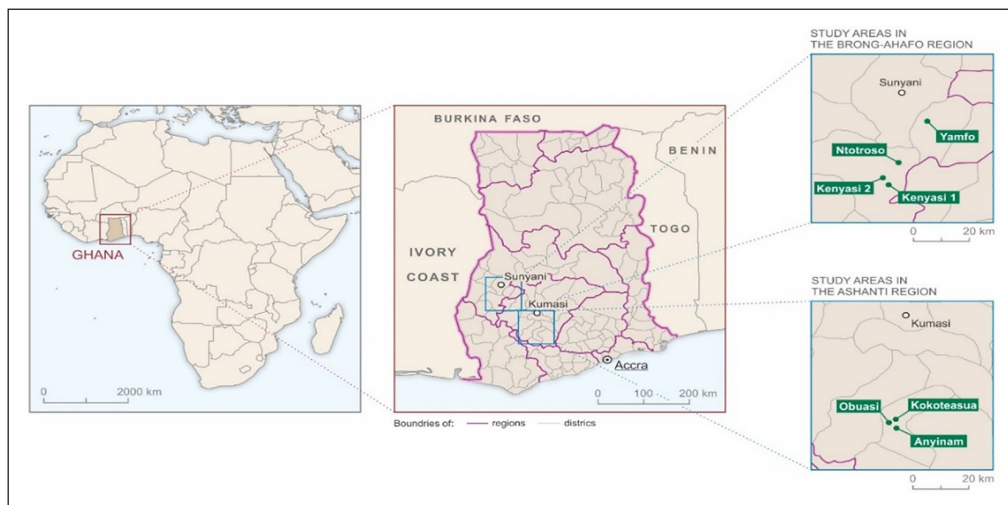 GHANA
0
2000 km
BURKINA FASO
BENIN
IVORY
COAST
TOGO
Sunyani
Kumasi
Accra
0 100 200 km
Boundries of: regions districs
STUDY AREAS IN
THE BRONG-AHAFO REGION
Sunyani
Yamfo
Ntotroso
Kenyasi 2
Kenyasi 1
0 20 km
STUDY AREAS IN
THE ASHANTI REGION
Kumasi
Obuasi
Kokoteasua
Anyinam
0 20 km